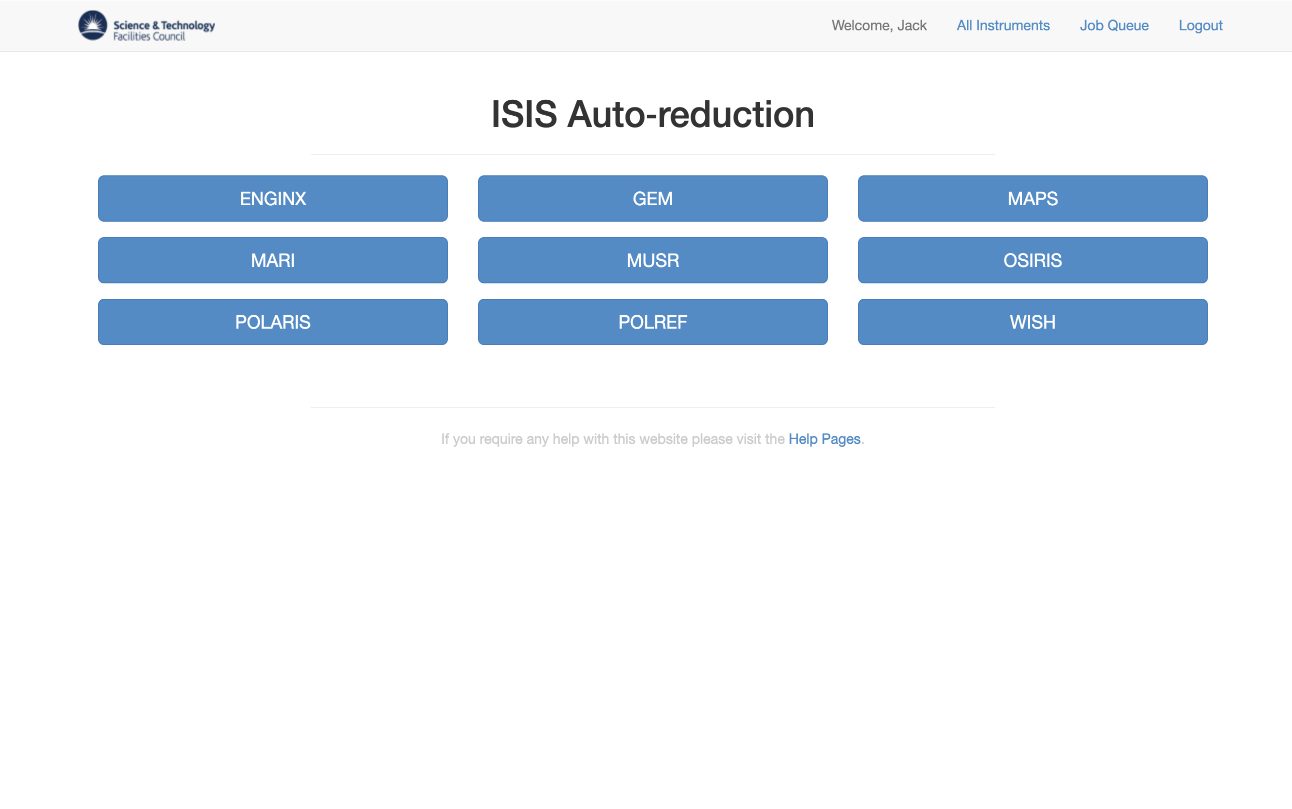 Science & Technology
Facilities Council
Welcome, Jack All Instruments Job Queue Logout
ISIS Auto-reduction
ENGINX GEM MAPS
MARI MUSR OSIRIS
POLARIS POLREF WISH
If you require any help with this website please visit the Help Pages.